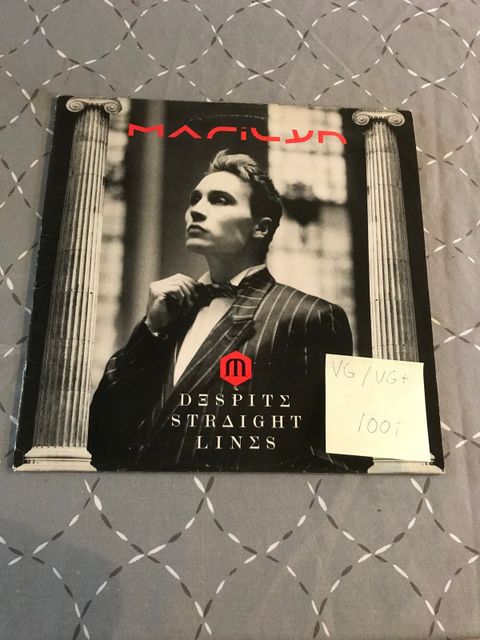 Marilyn
M
DESPITE
STRAIGHT
LINES
VG / VG+
100;-